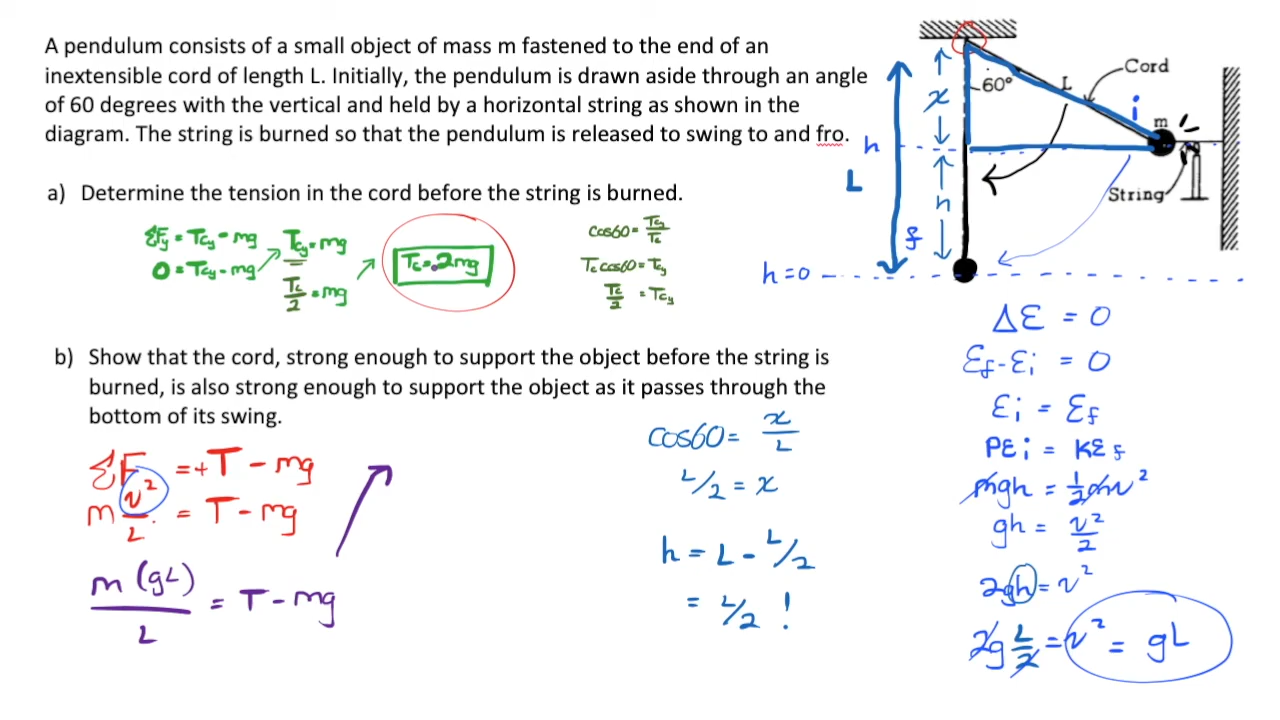 A pendulum consists of a small object of mass m fastened to the end of an
inextensible cord of length L. Initially, the pendulum is drawn aside through an angle
of 60 degrees with the vertical and held by a horizontal string as shown in the
diagram. The string is burned so that the pendulum is released to swing to and fro.
a) Determine the tension in the cord before the string is burned.
ΣFy = Tcy - mg
0 = Tcy - mg
Tcy = mg
Tc/2 = mg
Tc = 2mg
cos60 = Tcy/Tc
Tc cos60 = Tcy
Tc/2 = Tcy
b) Show that the cord, strong enough to support the object before the string is
burned, is also strong enough to support the object as it passes through the
bottom of its swing.
ΣF = +T - mg
m v²/L = T - mg
m(gL)/L = T - mg
cos60 = x/L
L/2 = x
h = L - L/2
= L/2 !
60°
L
Cord
i
m
x
h
L
h
String
f
h=0
ΔE = 0
Ef - Ei = 0
Ei = Ef
PEi = KEf
mgh = 1/2 mv²
gh = v²/2
2gh = v²
2g L/2 = v² = gL